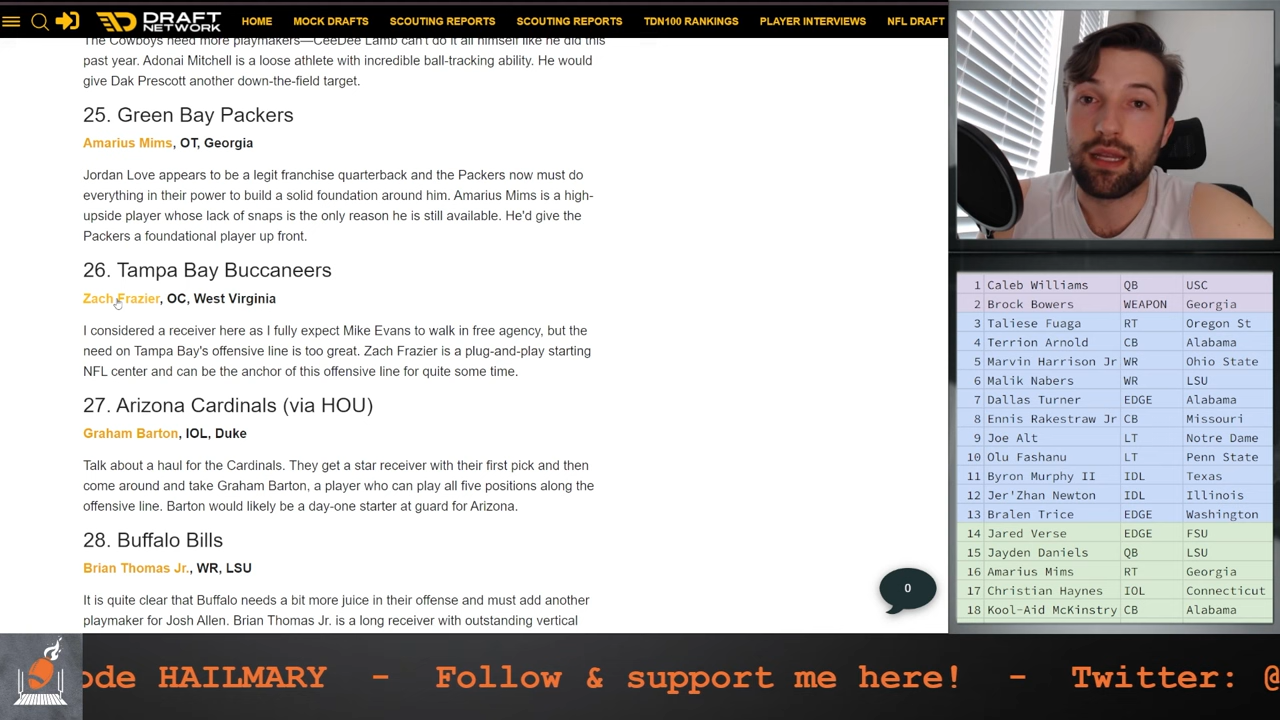 DRAFT NETWORK
HOME MOCK DRAFTS SCOUTING REPORTS SCOUTING REPORTS TDN100 RANKINGS PLAYER INTERVIEWS NFL DRAFT
The Cowboys need more playmakers—CeeDee Lamb can't do it all himself like he did this
past year. Adonai Mitchell is a loose athlete with incredible ball-tracking ability. He would
give Dak Prescott another down-the-field target.
25. Green Bay Packers
Amarius Mims, OT, Georgia
Jordan Love appears to be a legit franchise quarterback and the Packers now must do
everything in their power to build a solid foundation around him. Amarius Mims is a high-
upside player whose lack of snaps is the only reason he is still available. He'd give the
Packers a foundational player up front.
26. Tampa Bay Buccaneers
Zach Frazier, OC, West Virginia
I considered a receiver here as I fully expect Mike Evans to walk in free agency, but the
need on Tampa Bay's offensive line is too great. Zach Frazier is a plug-and-play starting
NFL center and can be the anchor of this offensive line for quite some time.
27. Arizona Cardinals (via HOU)
Graham Barton, IOL, Duke
Talk about a haul for the Cardinals. They get a star receiver with their first pick and then
come around and take Graham Barton, a player who can play all five positions along the
offensive line. Barton would likely be a day-one starter at guard for Arizona.
28. Buffalo Bills
Brian Thomas Jr., WR, LSU
It is quite clear that Buffalo needs a bit more juice in their offense and must add another
playmaker for Josh Allen. Brian Thomas Jr. is a long receiver with outstanding vertical
0
1 Caleb Williams QB USC
2 Brock Bowers WEAPON Georgia
3 Taliese Fuaga RT Oregon St
4 Terrion Arnold CB Alabama
5 Marvin Harrison Jr WR Ohio State
6 Malik Nabers WR LSU
7 Dallas Turner EDGE Alabama
8 Ennis Rakestraw Jr CB Missouri
9 Joe Alt LT Notre Dame
10 Olu Fashanu LT Penn State
11 Byron Murphy II IDL Texas
12 Jer'Zhan Newton IDL Illinois
13 Bralen Trice EDGE Washington
14 Jared Verse EDGE FSU
15 Jayden Daniels QB LSU
16 Amarius Mims RT Georgia
17 Christian Haynes IOL Connecticut
18 Kool-Aid McKinstry CB Alabama
ode HAILMARY - Follow & support me here! - Twitter: @